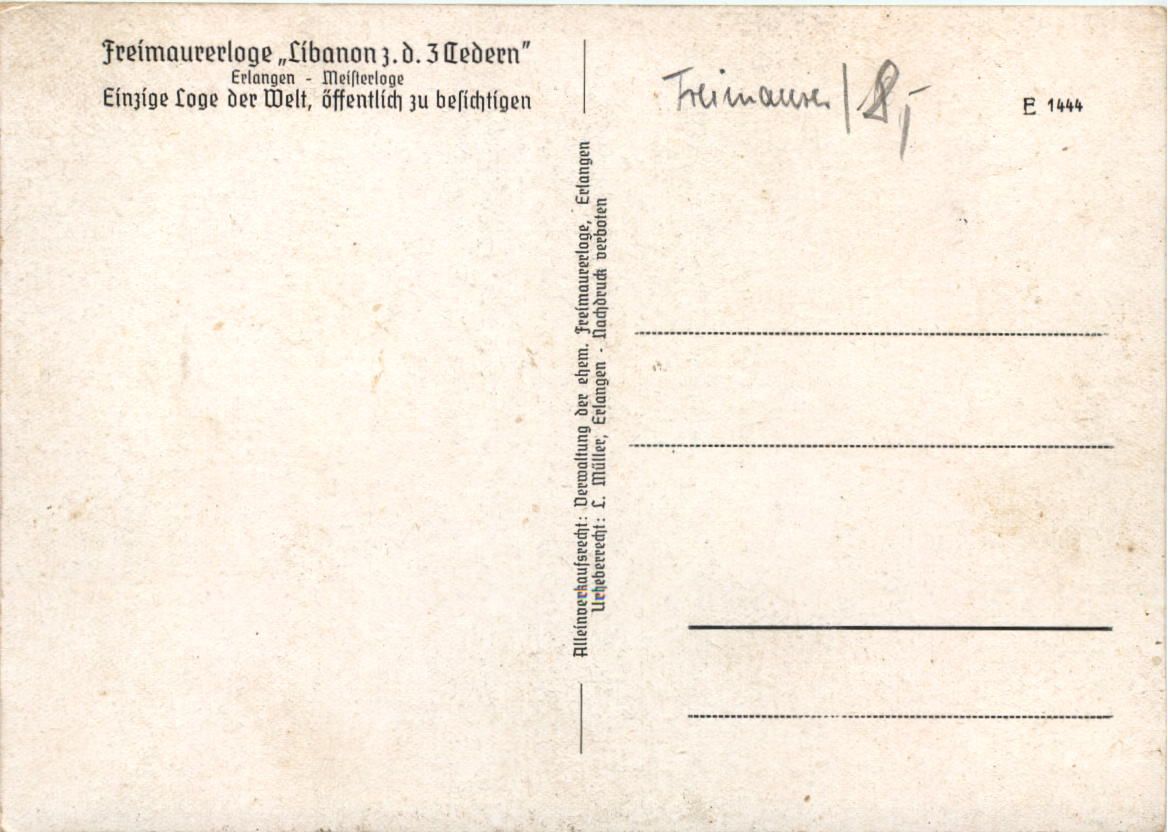 Freimaurerloge „Libanon z. d. 3 Cedern”
Erlangen - Meisterloge
Einzige Loge der Welt, öffentlich zu besichtigen
Alleinverkaufsrecht: Verwaltung der ehem. Freimaurerloge, Erlangen
Urheberrecht: L. Müller, Erlangen - Nachdruck verboten
Freimaurer / 8,-
E 1444